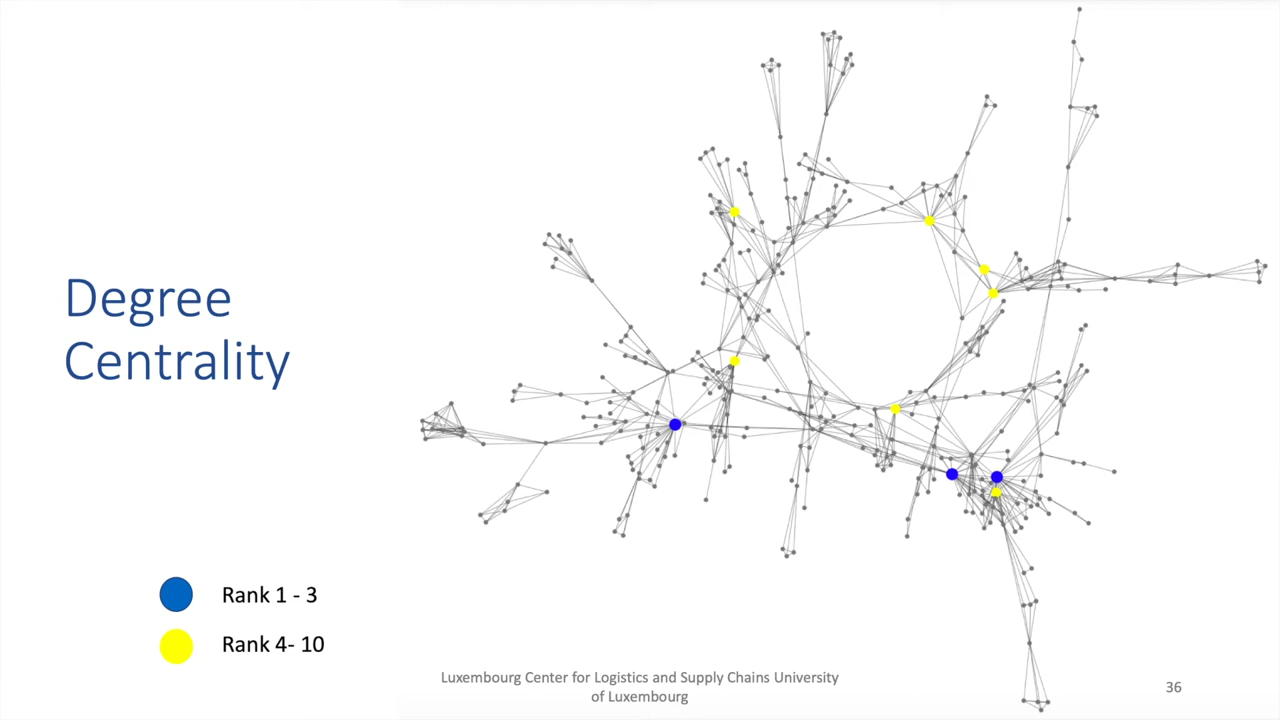 Degree
Centrality
Rank 1 - 3
Rank 4- 10
Luxembourg Center for Logistics and Supply Chains University
of Luxembourg
36